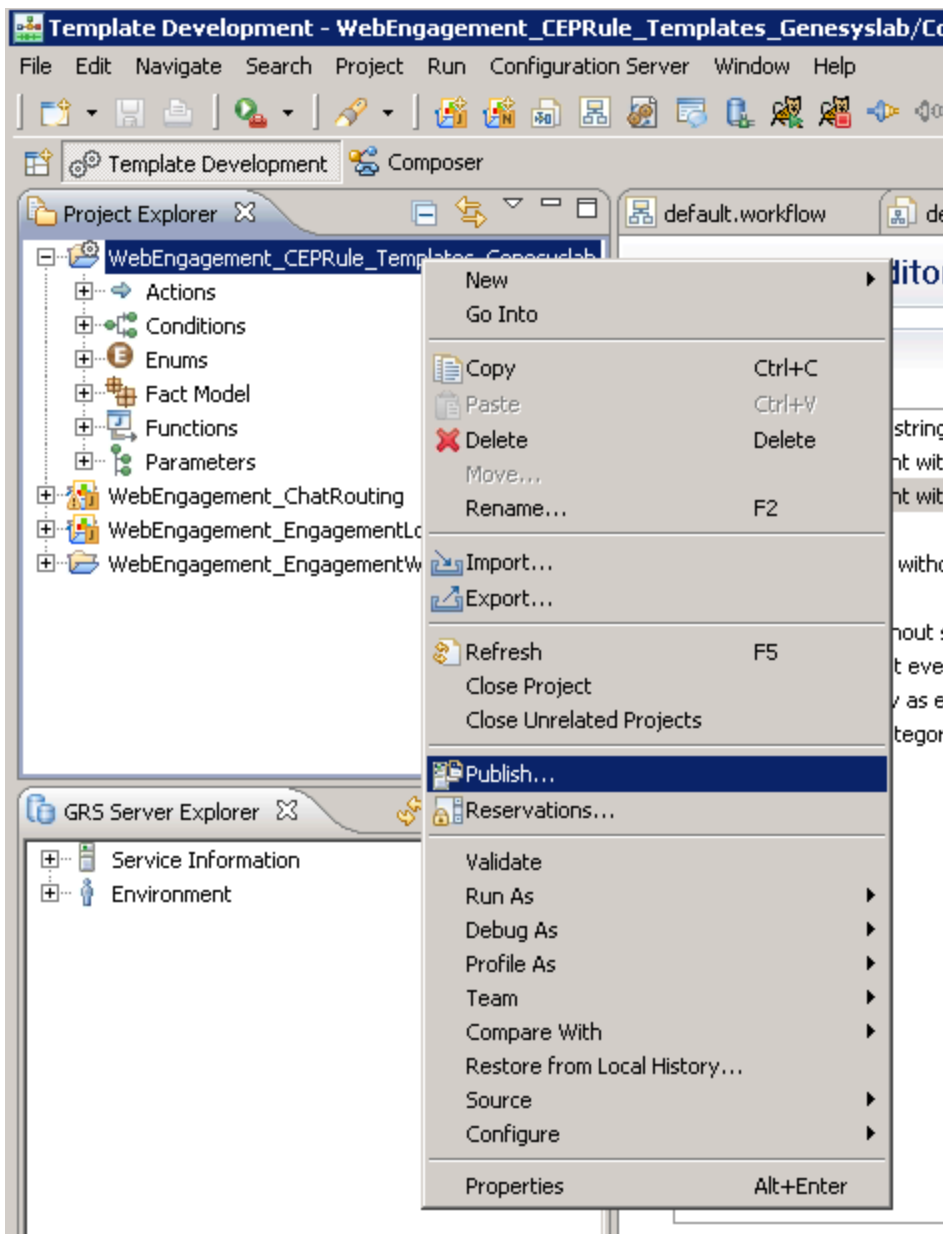 Template Development - WebEngagement_CEPRule_Templates_Genesyslab/Co
File Edit Navigate Search Project Run Configuration Server Window Help
Template Development Composer
Project Explorer
default.workflow de
WebEngagement_CEPRule_Templates_Genesyslab
Actions
Conditions
Enums
Fact Model
Functions
Parameters
WebEngagement_ChatRouting
WebEngagement_EngagementLo
WebEngagement_EngagementW
New
Go Into
Copy Ctrl+C
Paste Ctrl+V
Delete Delete
Move...
Rename... F2
Import...
Export...
Refresh F5
Close Project
Close Unrelated Projects
Publish...
Reservations...
Validate
Run As
Debug As
Profile As
Team
Compare With
Restore from Local History...
Source
Configure
Properties Alt+Enter
ditor
string
nt wit
nt wit
witho
hout s
t eve
y as e
tegor
GRS Server Explorer
Service Information
Environment